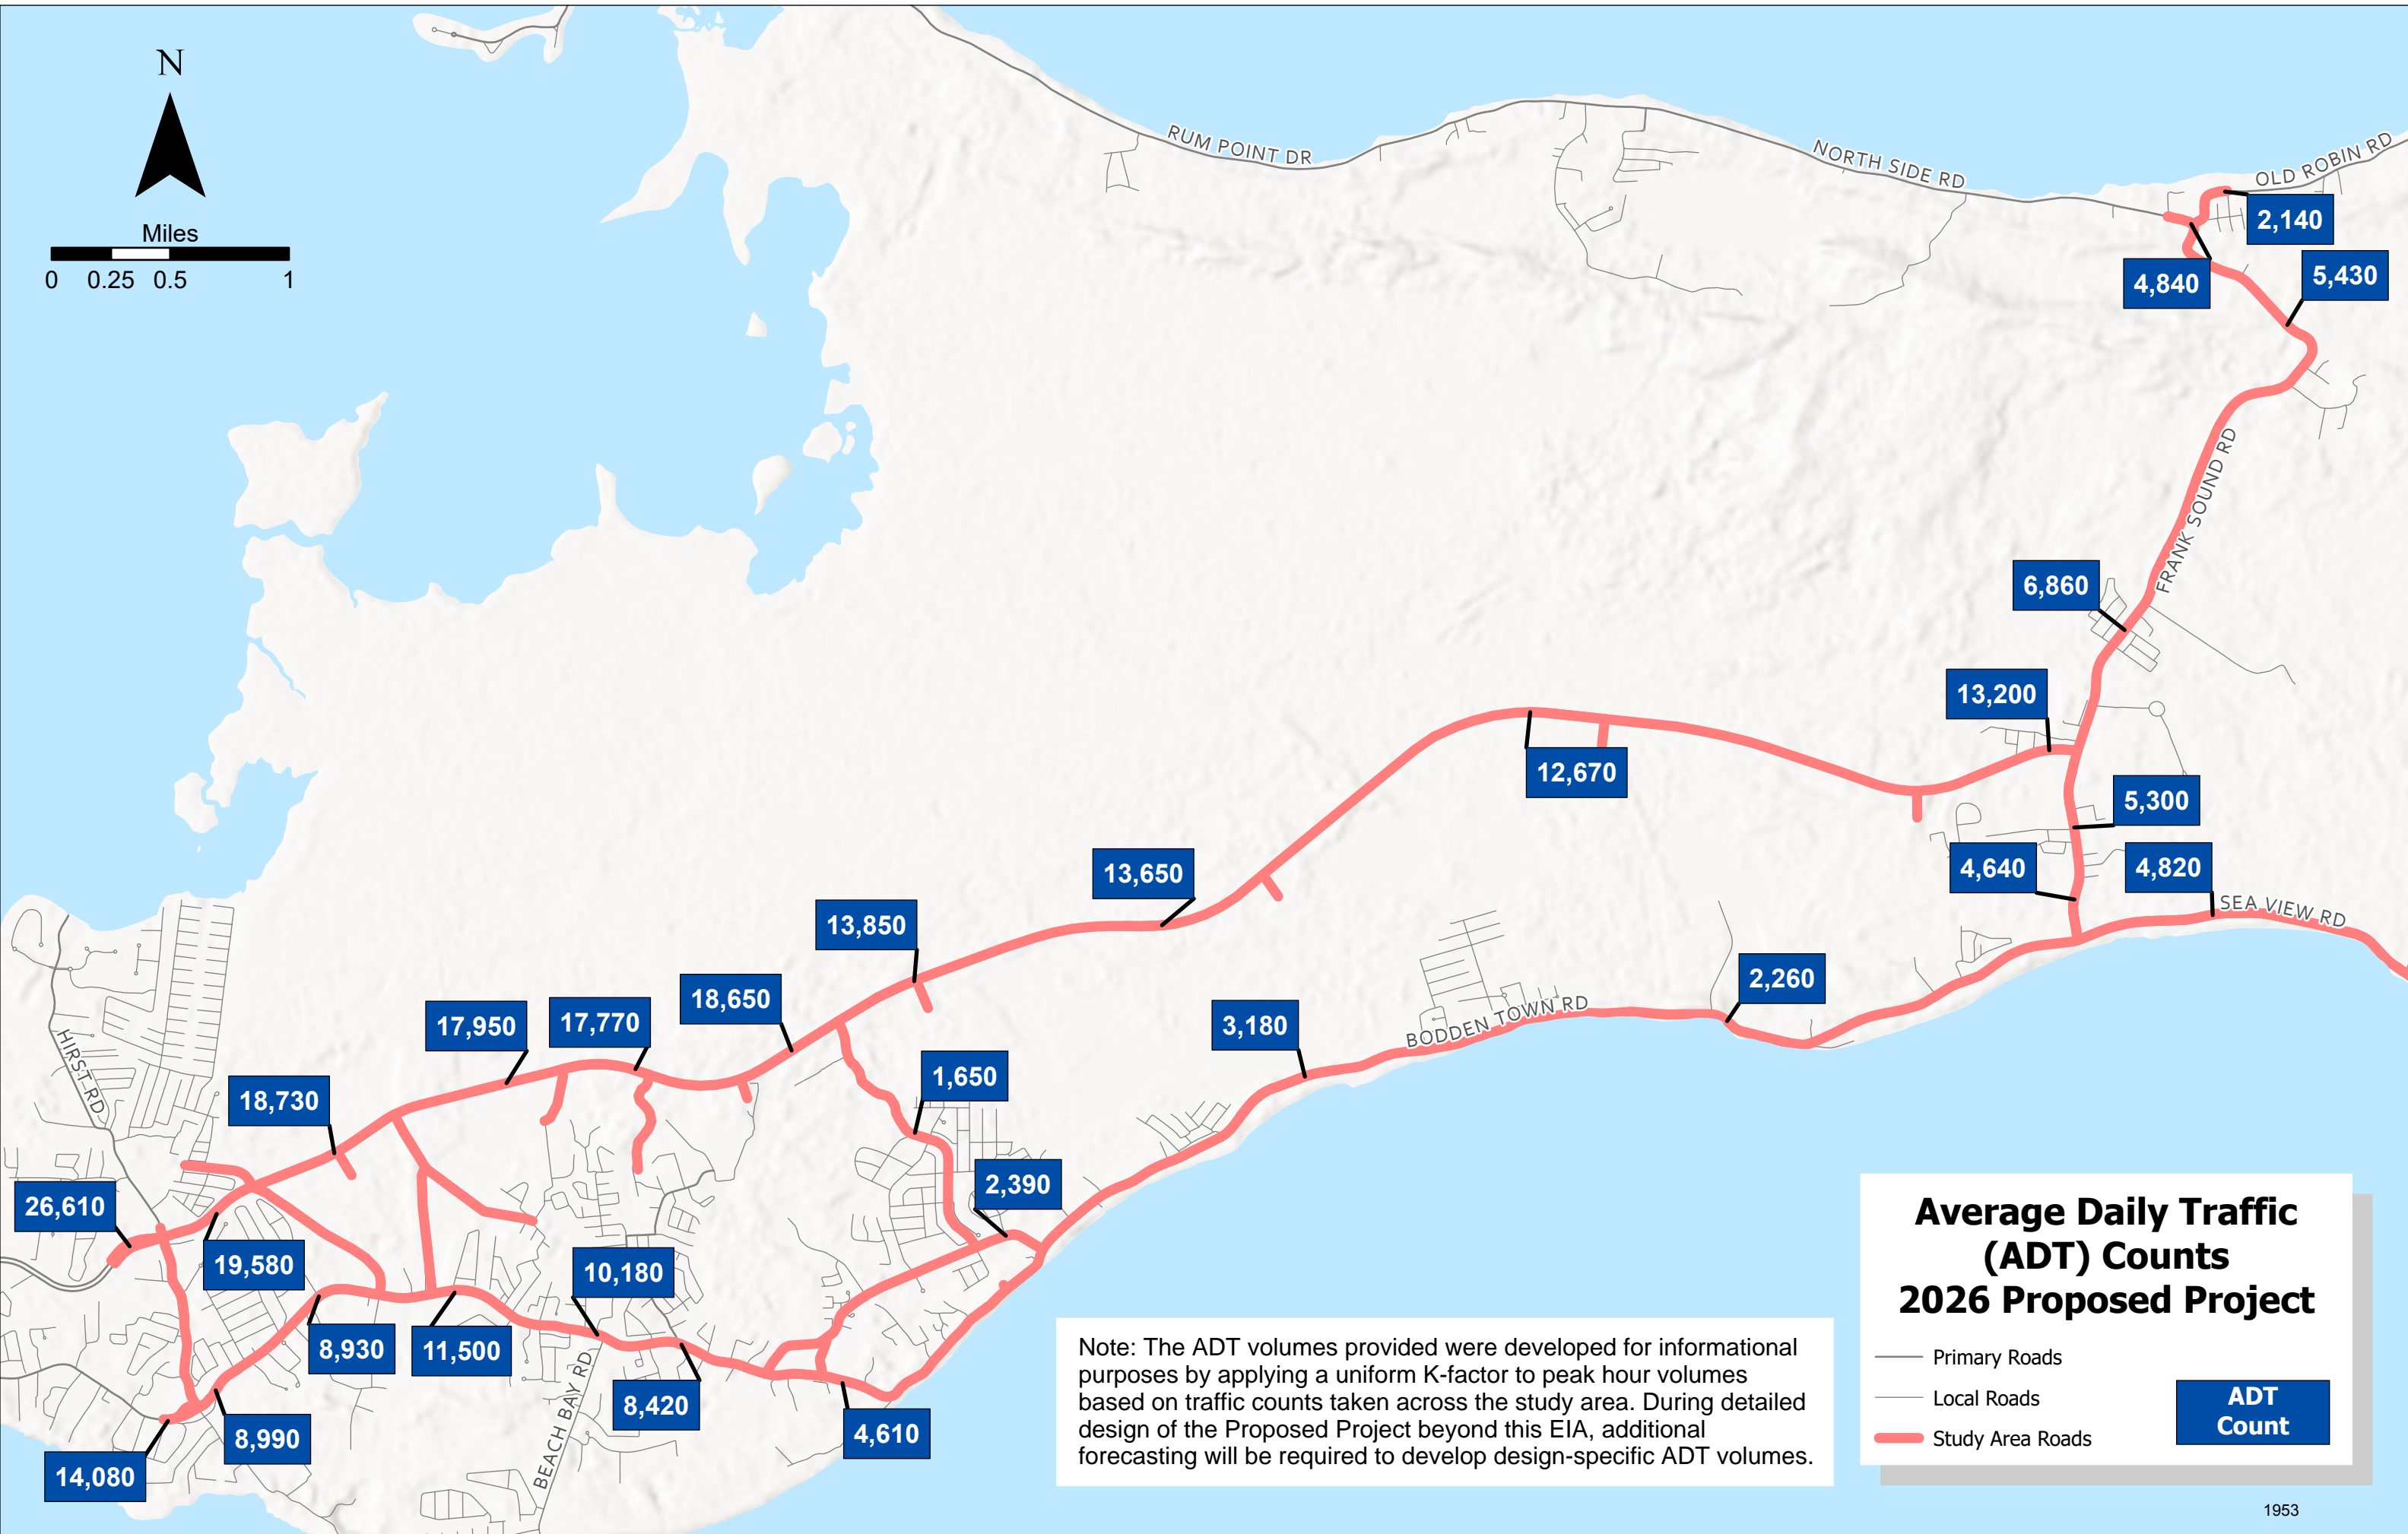 N
Miles
0 0.25 0.5 1
RUM POINT DR
NORTH SIDE RD
OLD ROBIN RD
2,140
4,840
5,430
FRANK SOUND RD
6,860
13,200
12,670
5,300
4,640
4,820
SEA VIEW RD
13,650
13,850
2,260
18,650
17,770
17,950
3,180
BODDEN TOWN RD
HIRST RD
1,650
18,730
2,390
26,610
19,580
10,180
8,930
11,500
8,420
BEACH BAY RD
4,610
8,990
14,080
Note: The ADT volumes provided were developed for informational
purposes by applying a uniform K-factor to peak hour volumes
based on traffic counts taken across the study area. During detailed
design of the Proposed Project beyond this EIA, additional
forecasting will be required to develop design-specific ADT volumes.
Average Daily Traffic
(ADT) Counts
2026 Proposed Project
Primary Roads
Local Roads
Study Area Roads
ADT
Count
1953